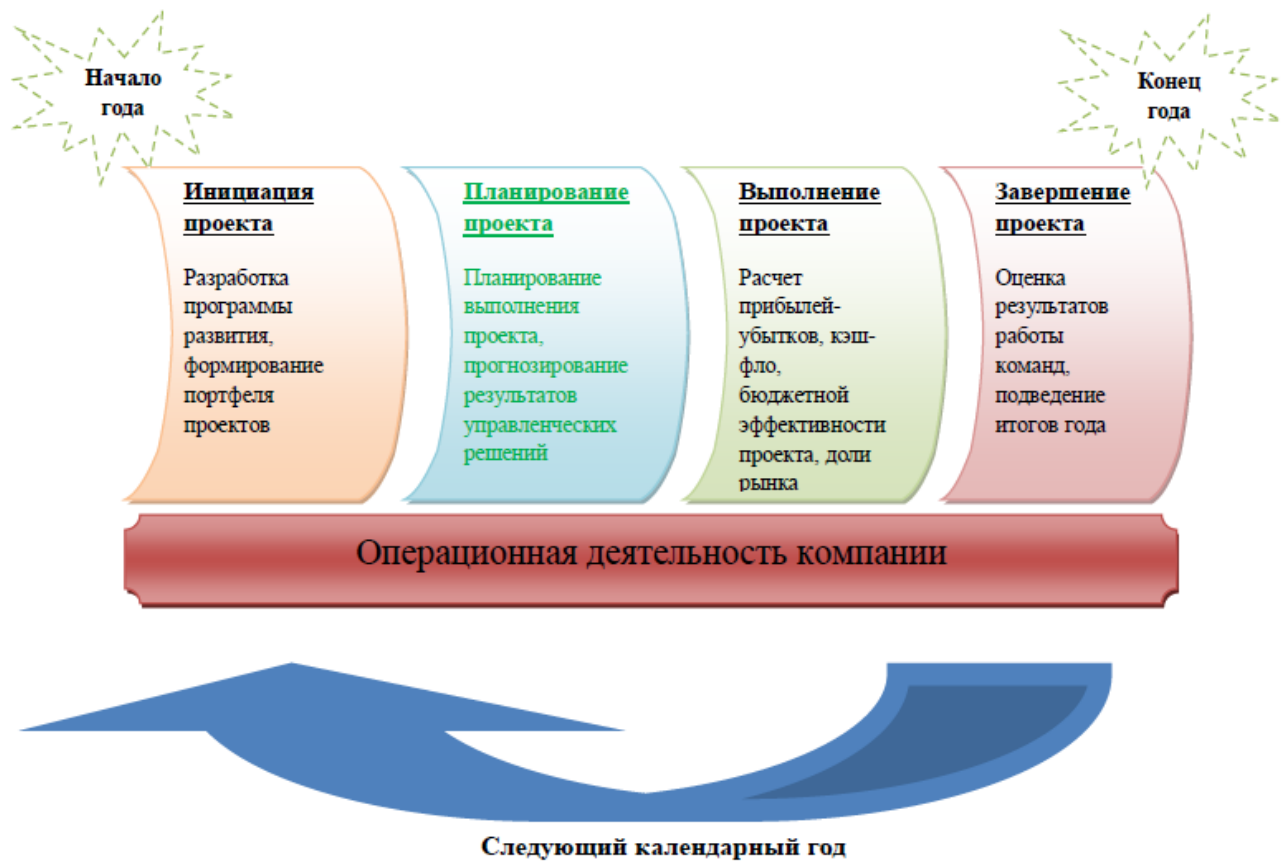 Начало
года
Конец
года
Инициация
проекта
Разработка
программы
развития,
формирование
портфеля
проектов
Планирование
проекта
Планирование
выполнения
проекта,
прогнозирование
результатов
управленческих
решений
Выполнение
проекта
Расчет
прибылей-
убытков, кэш-
фло,
бюджетной
эффективности
проекта, доли
рынка
Завершение
проекта
Оценка
результатов
работы
команд,
подведение
итогов года
Операционная деятельность компании
Следующий календарный год